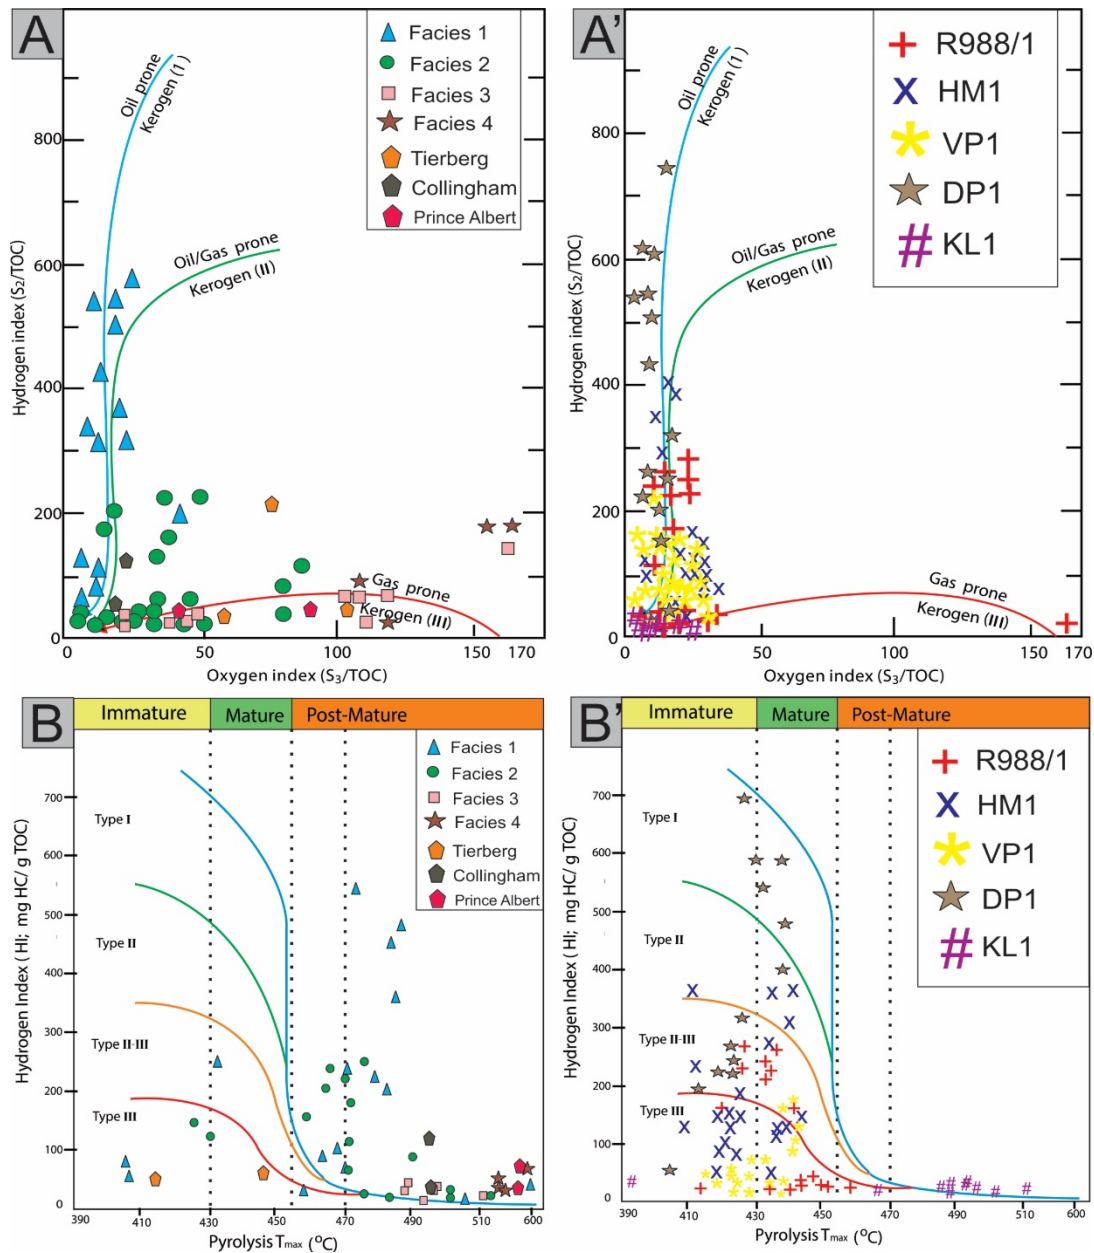 A
Facies 1
Facies 2
Facies 3
Facies 4
Tierberg
Collingham
Prince Albert
Oil prone
Kerogen (1)
Oil/Gas prone
Kerogen (II)
Gas prone
Kerogen (III)
Hydrogen index (S2/TOC)
800
600
400
200
0
0 50 100 150 170
Oxygen index (S3/TOC)
A'
R988/1
HM1
VP1
DP1
KL1
Oil prone
Kerogen (1)
Oil/Gas prone
Kerogen (II)
Gas prone
Kerogen (III)
Hydrogen index (S2/TOC)
800
600
400
200
0
0 50 100 150 170
Oxygen index (S3/TOC)
B
Immature Mature Post-Mature
Facies 1
Facies 2
Facies 3
Facies 4
Tierberg
Collingham
Prince Albert
Type I
Type II
Type II-III
Type III
Hydrogen Index (HI; mg HC/ g TOC)
700
600
500
400
300
200
100
0
390 410 430 450 470 490 510 600
Pyrolysis Tmax (°C)
B'
Immature Mature Post-Mature
R988/1
HM1
VP1
DP1
KL1
Type I
Type II
Type II-III
Type III
Hydrogen Index (HI; mg HC/ g TOC)
700
600
500
400
300
200
100
0
390 410 430 450 470 490 510 600
Pyrolysis Tmax (°C)